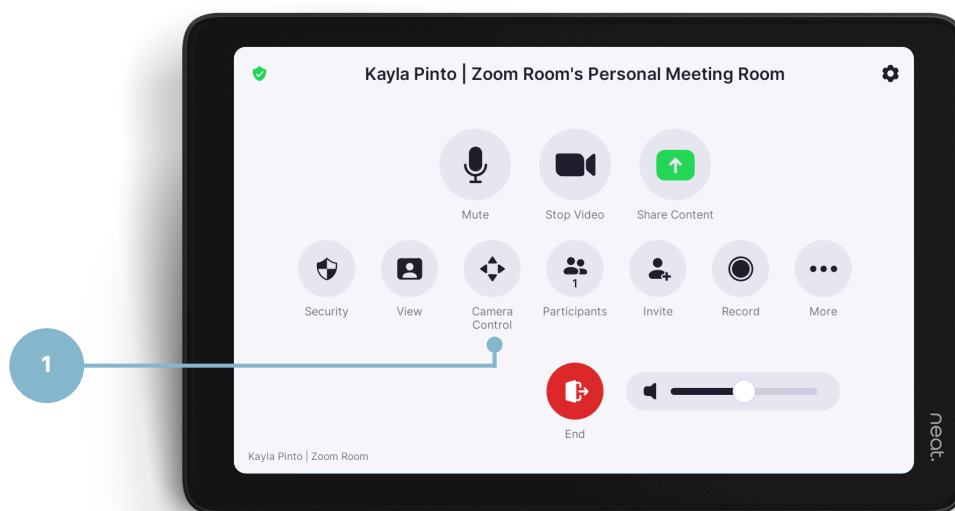 Kayla Pinto | Zoom Room's Personal Meeting Room
Mute
Stop Video
Share Content
Security
View
Camera
Control
Participants
1
Invite
Record
More
1
End
Kayla Pinto | Zoom Room
neat.